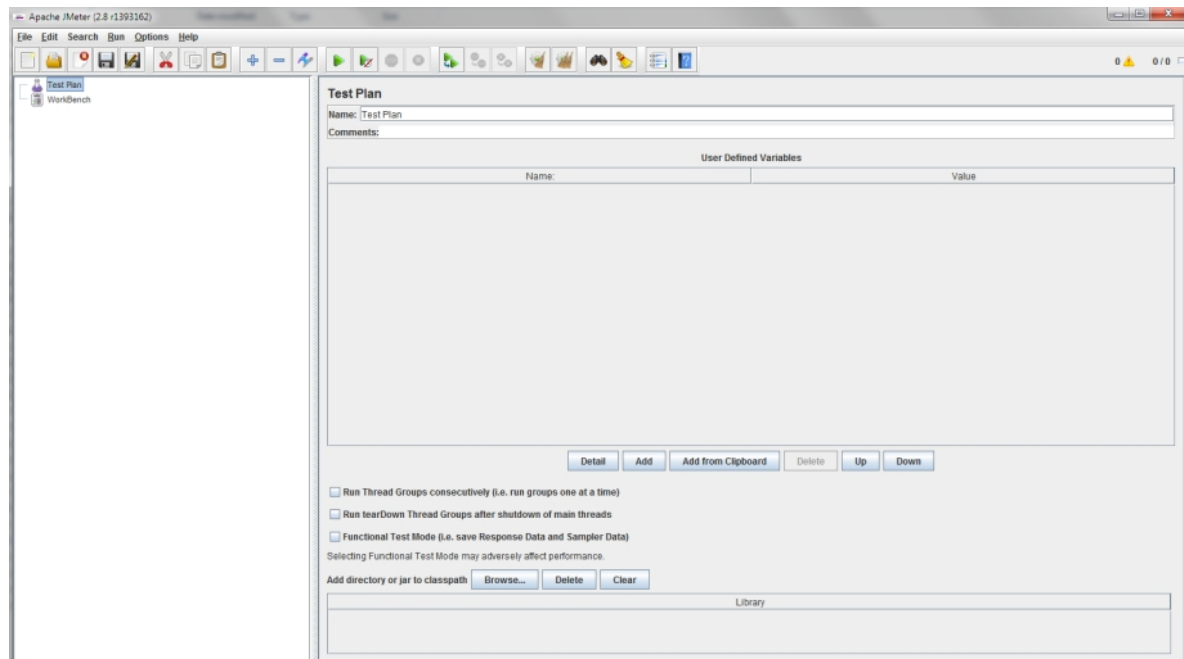 Apache JMeter (2.8 r1393162)
File Edit Search Run Options Help
0 0 / 0
Test Plan
WorkBench
Test Plan
Name: Test Plan
Comments:
User Defined Variables
Name: Value
Detail Add Add from Clipboard Delete Up Down
Run Thread Groups consecutively (i.e. run groups one at a time)
Run tearDown Thread Groups after shutdown of main threads
Functional Test Mode (i.e. save Response Data and Sampler Data)
Selecting Functional Test Mode may adversely affect performance.
Add directory or jar to classpath Browse... Delete Clear
Library